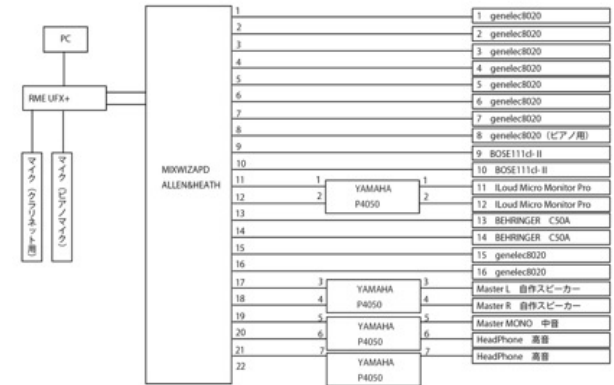 PC
RME UFX+
マイク（クラリネット用）
マイク（ピアノマイク）
MIXWIZAPD
ALLEN&HEATH
1
2
3
4
5
6
7
8
9
10
11
12
13
14
15
16
17
18
19
20
21
22
1 YAMAHA 1
2 P4050 2
3 YAMAHA 3
4 P4050 4
5 YAMAHA 5
6 P4050 6
7 YAMAHA 7
P4050
1 genelec8020
2 genelec8020
3 genelec8020
4 genelec8020
5 genelec8020
6 genelec8020
7 genelec8020
8 genelec8020（ピアノ用）
9 BOSE111cl-II
10 BOSE111cl-II
11 ILoud Micro Monitor Pro
12 ILoud Micro Monitor Pro
13 BEHRINGER C50A
14 BEHRINGER C50A
15 genelec8020
16 genelec8020
Master L 自作スピーカー
Master R 自作スピーカー
Master MONO 中音
HeadPhone 高音
HeadPhone 高音